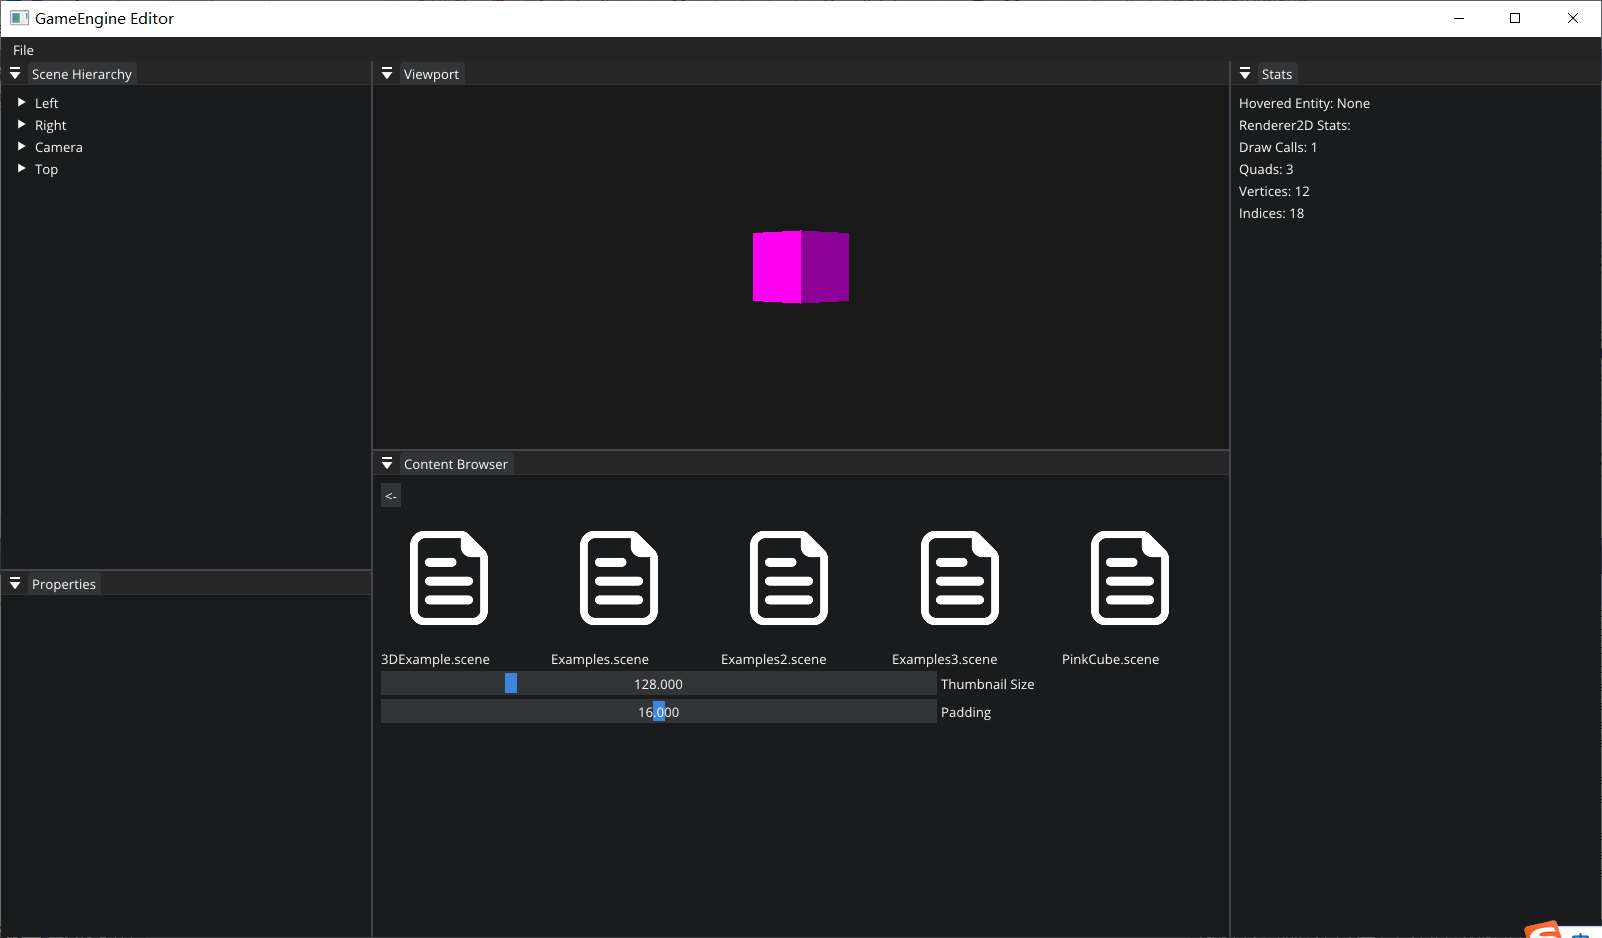 GameEngine Editor
File
Scene Hierarchy
Left
Right
Camera
Top
Properties
Viewport
Content Browser
<-
3DExample.scene
Examples.scene
Examples2.scene
Examples3.scene
PinkCube.scene
128.000 Thumbnail Size
16.000 Padding
Stats
Hovered Entity: None
Renderer2D Stats:
Draw Calls: 1
Quads: 3
Vertices: 12
Indices: 18